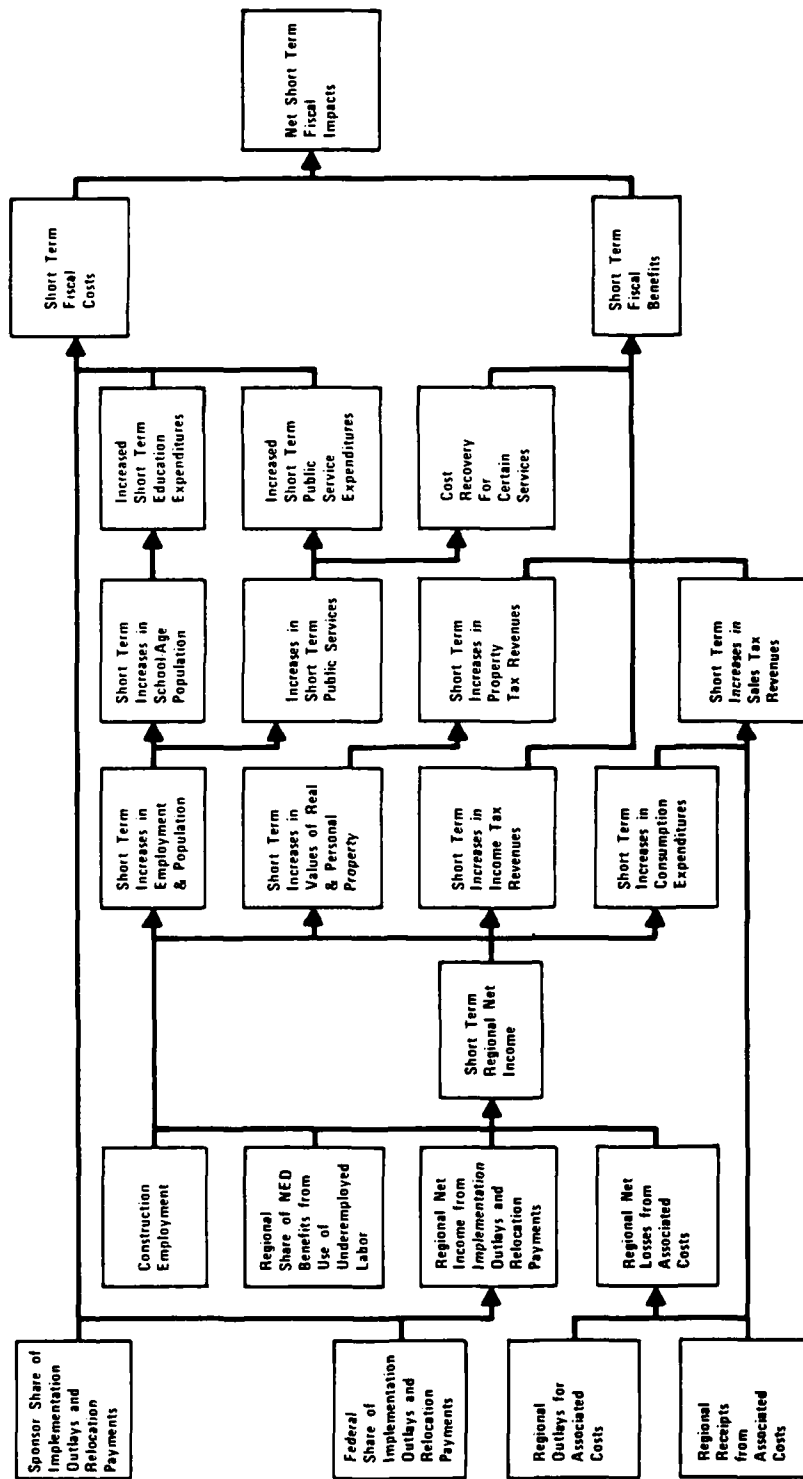 Sponsor Share of
Implementation
Outlays and
Relocation
Payments
Federal
Share of
Implementation
Outlays and
Relocation
Payments
Regional
Outlays for
Associated
Costs
Regional
Receipts
from
Associated
Costs
Construction
Employment
Regional
Share of NED
Benefits from
Use of
Underemployed
Labor
Regional Net
Income from
Implementation
Outlays and
Relocation
Payments
Regional Net
Losses from
Associated
Costs
Short Term
Regional Net
Income
Short Term
Increases in
Employment
& Population
Short Term
Increases in
Values of Real
& Personal
Property
Short Term
Increases in
Income Tax
Revenues
Short Term
Increases in
Consumption
Expenditures
Short Term
Increases in
School-Age
Population
Increases in
Short Term
Public Services
Short Term
Increases in
Property
Tax Revenues
Short Term
Increases in
Sales Tax
Revenues
Increased
Short Term
Education
Expenditures
Increased
Short Term
Public
Service
Expenditures
Cost
Recovery
For
Certain
Services
Short Term
Fiscal
Costs
Short Term
Fiscal
Benefits
Net Short Term
Fiscal
Impacts